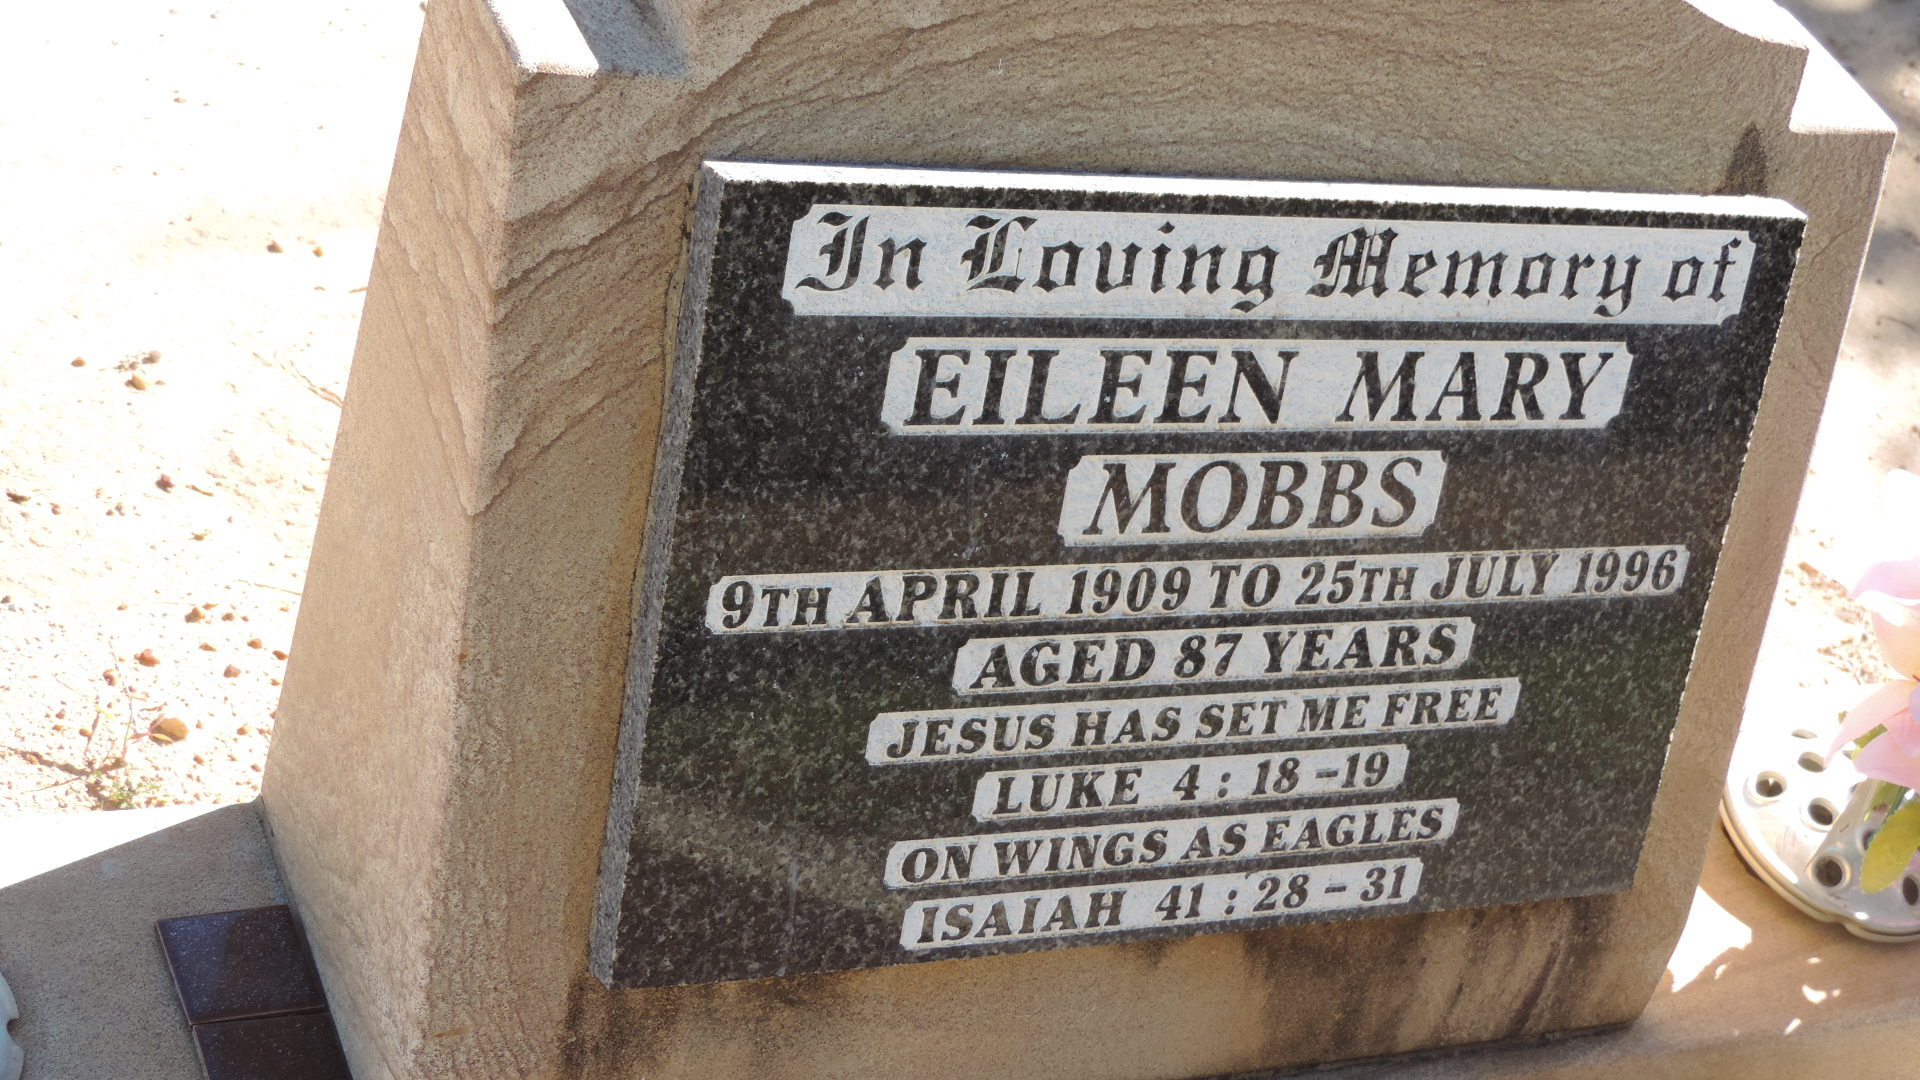 In Loving Memory of
EILEEN MARY
MOBBS
9TH APRIL 1909 TO 25TH JULY 1996
AGED 87 YEARS
JESUS HAS SET ME FREE
LUKE 4 : 18 - 19
ON WINGS AS EAGLES
ISAIAH 41 : 28 - 31